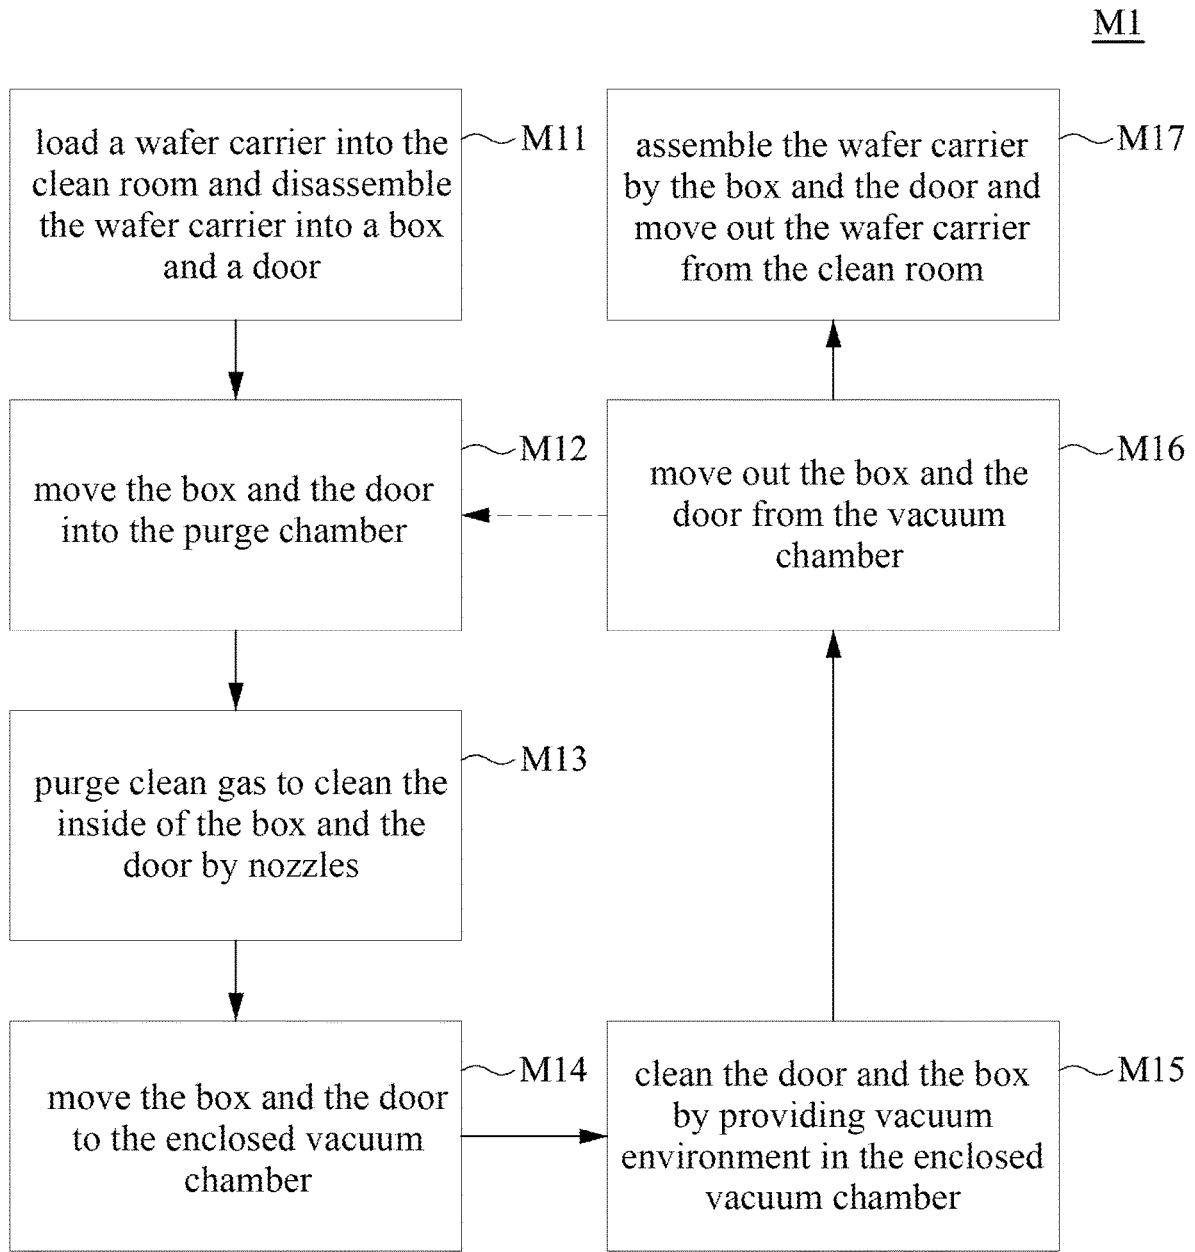 M1
load a wafer carrier into the
clean room and disassemble
the wafer carrier into a box
and a door
M11
move the box and the door
into the purge chamber
M12
purge clean gas to clean the
inside of the box and the
door by nozzles
M13
move the box and the door
to the enclosed vacuum
chamber
M14
clean the door and the box
by providing vacuum
environment in the enclosed
vacuum chamber
M15
move out the box and the
door from the vacuum
chamber
M16
assemble the wafer carrier
by the box and the door and
move out the wafer carrier
from the clean room
M17